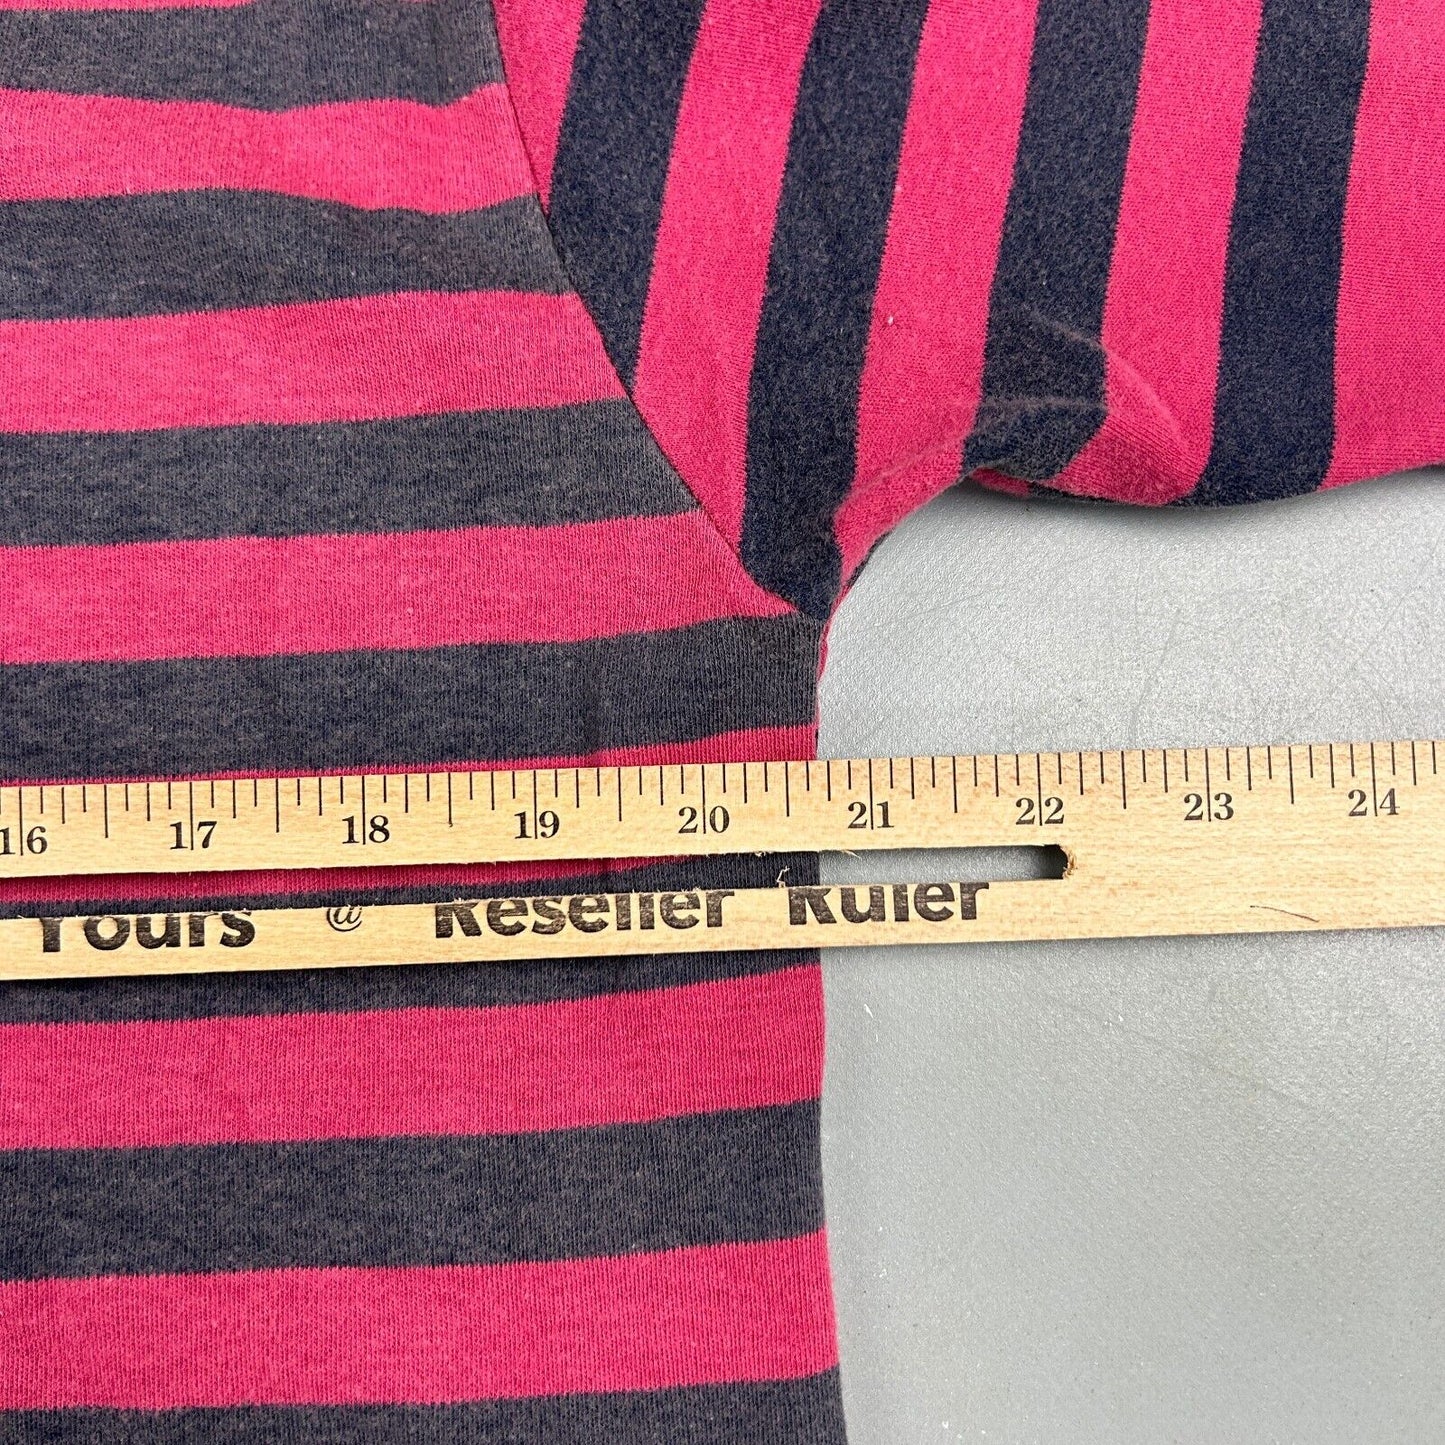 16 17 18 19 20 21 22 23 24
Yours @ Reseller Ruler